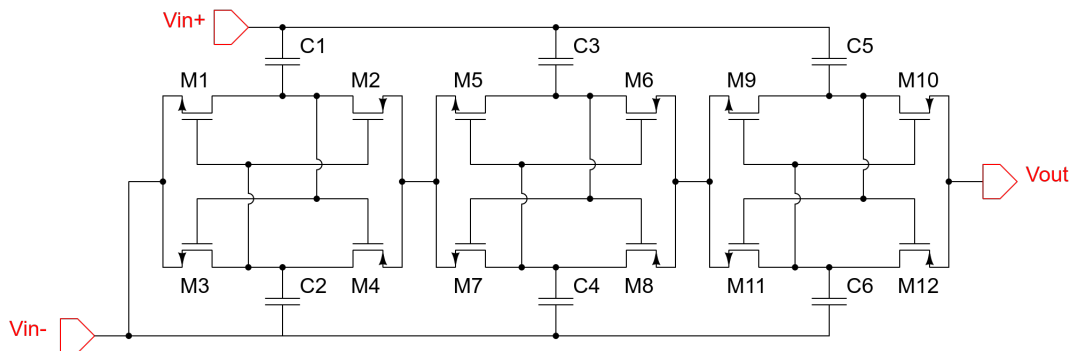 Vin+
C1 C3 C5
M1 M2 M5 M6 M9 M10
Vout
M3 C2 M4 M7 C4 M8 M11 C6 M12
Vin-